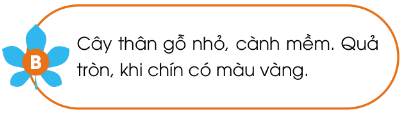 B
Cây thân gỗ nhỏ, cành mềm. Quả
tròn, khi chín có màu vàng.